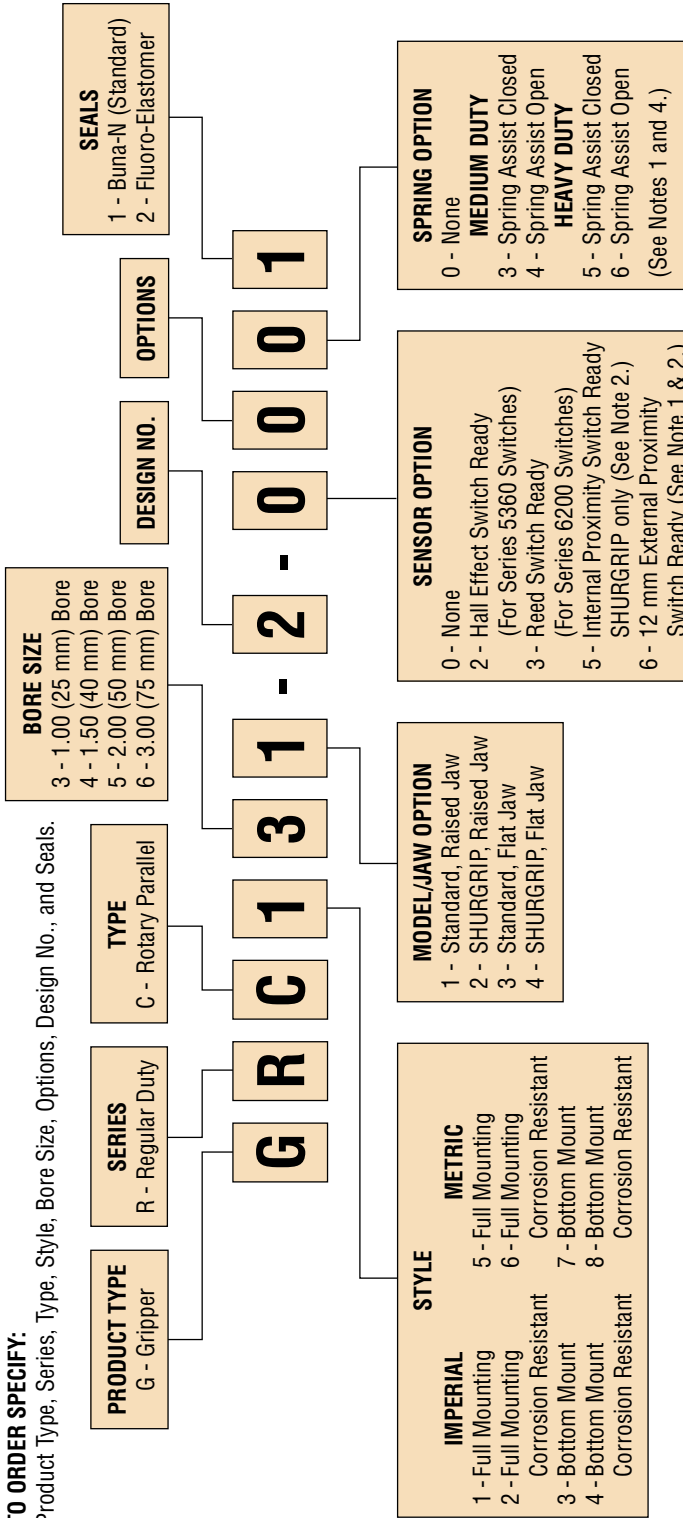 TO ORDER SPECIFY:
Product Type, Series, Type, Style, Bore Size, Options, Design No., and Seals.
PRODUCT TYPE
G - Gripper
SERIES
R - Regular Duty
TYPE
C - Rotary Parallel
BORE SIZE
3 - 1.00 (25 mm) Bore
4 - 1.50 (40 mm) Bore
5 - 2.00 (50 mm) Bore
6 - 3.00 (75 mm) Bore
DESIGN NO.
OPTIONS
SEALS
1 - Buna-N (Standard)
2 - Fluoro-Elastomer
G R C 1 3 1 - 2 - 0 0 0 1
STYLE
IMPERIAL
1 - Full Mounting
2 - Full Mounting
Corrosion Resistant
3 - Bottom Mount
4 - Bottom Mount
Corrosion Resistant
METRIC
5 - Full Mounting
6 - Full Mounting
Corrosion Resistant
7 - Bottom Mount
8 - Bottom Mount
Corrosion Resistant
MODEL/JAW OPTION
1 - Standard, Raised Jaw
2 - SHURGRIP, Raised Jaw
3 - Standard, Flat Jaw
4 - SHURGRIP, Flat Jaw
SENSOR OPTION
0 - None
2 - Hall Effect Switch Ready
(For Series 5360 Switches)
3 - Reed Switch Ready
(For Series 6200 Switches)
5 - Internal Proximity Switch Ready
SHURGRIP only (See Note 2.)
6 - 12 mm External Proximity
Switch Ready (See Note 1 & 2.)
SPRING OPTION
0 - None
MEDIUM DUTY
3 - Spring Assist Closed
4 - Spring Assist Open
HEAVY DUTY
5 - Spring Assist Closed
6 - Spring Assist Open
(See Notes 1 and 4.)